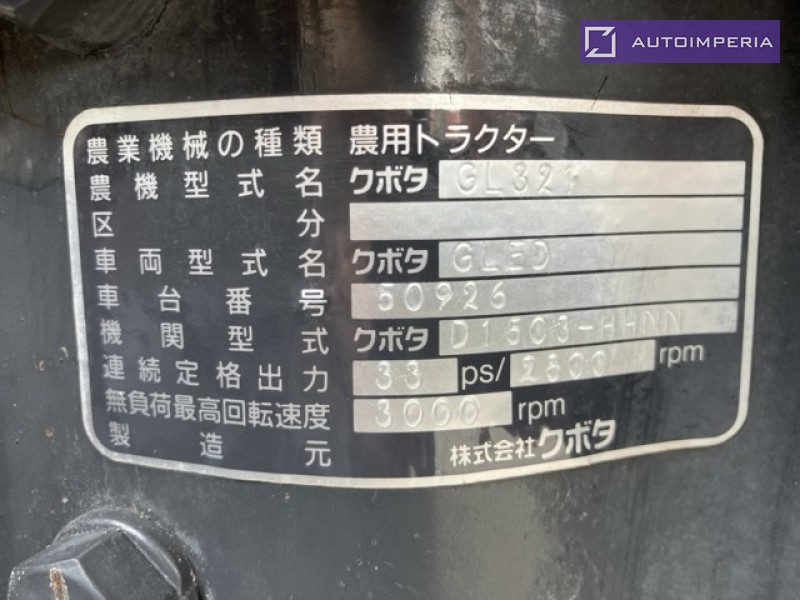 AUTOIMPERIA
農業機械の種類 農用トラクター
農機型式名 クボタ GL321
区分
車両型式名 クボタ GLED
車台番号 50926
機関型式 クボタ D1503-HHNN
連続定格出力 33 ps/ 2600 rpm
無負荷最高回転速度 3000 rpm
製造元 株式会社クボタ